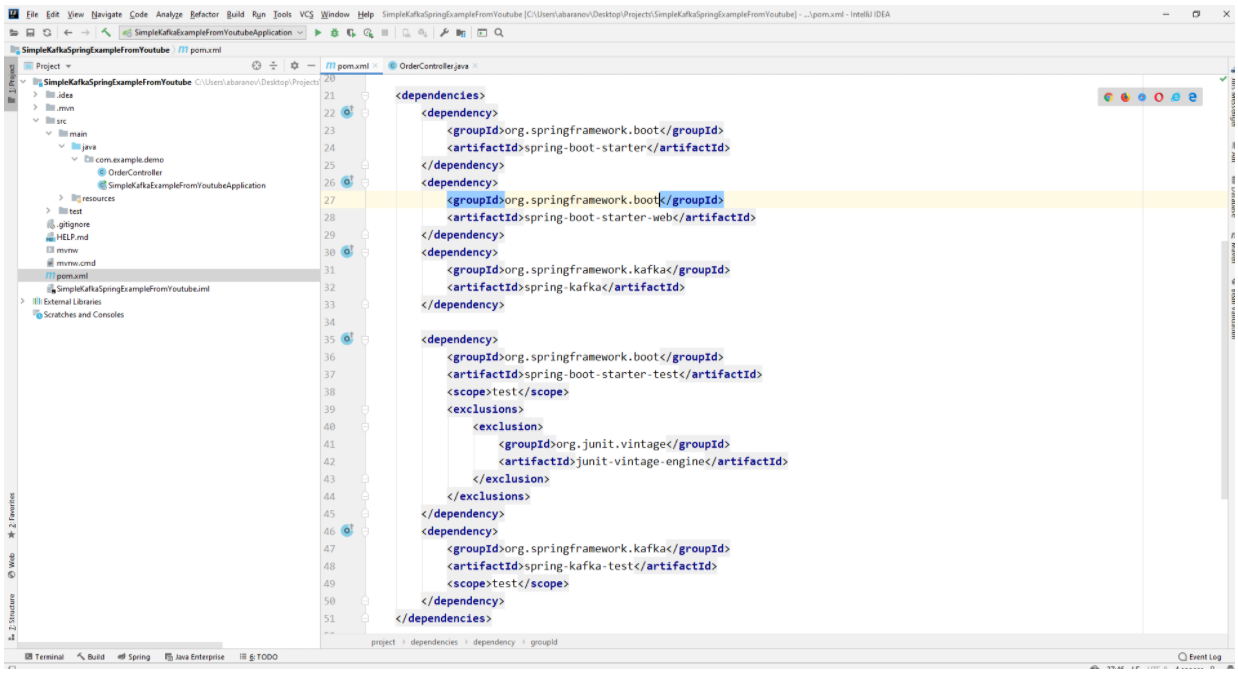 File Edit View Navigate Code Analyze Refactor Build Run Tools VCS Window Help SimpleKafkaSpringExampleFromYoutube [C:\Users\abaranov\Desktop\Projects\SimpleKafkaSpringExampleFromYoutube] - ...\pom.xml - IntelliJ IDEA
SimpleKafkaExampleFromYoutubeApplication
SimpleKafkaSpringExampleFromYoutube pom.xml
Project
pom.xml
OrderController.java
1: Project
SimpleKafkaSpringExampleFromYoutube C:\Users\abaranov\Desktop\Projects
.idea
.mvn
src
main
java
com.example.demo
OrderController
SimpleKafkaExampleFromYoutubeApplication
resources
test
.gitignore
HELP.md
mvnw
mvnw.cmd
pom.xml
SimpleKafkaSpringExampleFromYoutube.iml
External Libraries
Scratches and Consoles
20
21 <dependencies>
22 <dependency>
23 <groupId>org.springframework.boot</groupId>
24 <artifactId>spring-boot-starter</artifactId>
25 </dependency>
26 <dependency>
27 <groupId>org.springframework.boot</groupId>
28 <artifactId>spring-boot-starter-web</artifactId>
29 </dependency>
30 <dependency>
31 <groupId>org.springframework.kafka</groupId>
32 <artifactId>spring-kafka</artifactId>
33 </dependency>
34
35 <dependency>
36 <groupId>org.springframework.boot</groupId>
37 <artifactId>spring-boot-starter-test</artifactId>
38 <scope>test</scope>
39 <exclusions>
40 <exclusion>
41 <groupId>org.junit.vintage</groupId>
42 <artifactId>junit-vintage-engine</artifactId>
43 </exclusion>
44 </exclusions>
45 </dependency>
46 <dependency>
47 <groupId>org.springframework.kafka</groupId>
48 <artifactId>spring-kafka-test</artifactId>
49 <scope>test</scope>
50 </dependency>
51 </dependencies>
project › dependencies › dependency › groupId
2: Favorites
Web
Z: Structure
Terminal Build Spring Java Enterprise 6: TODO
Event Log